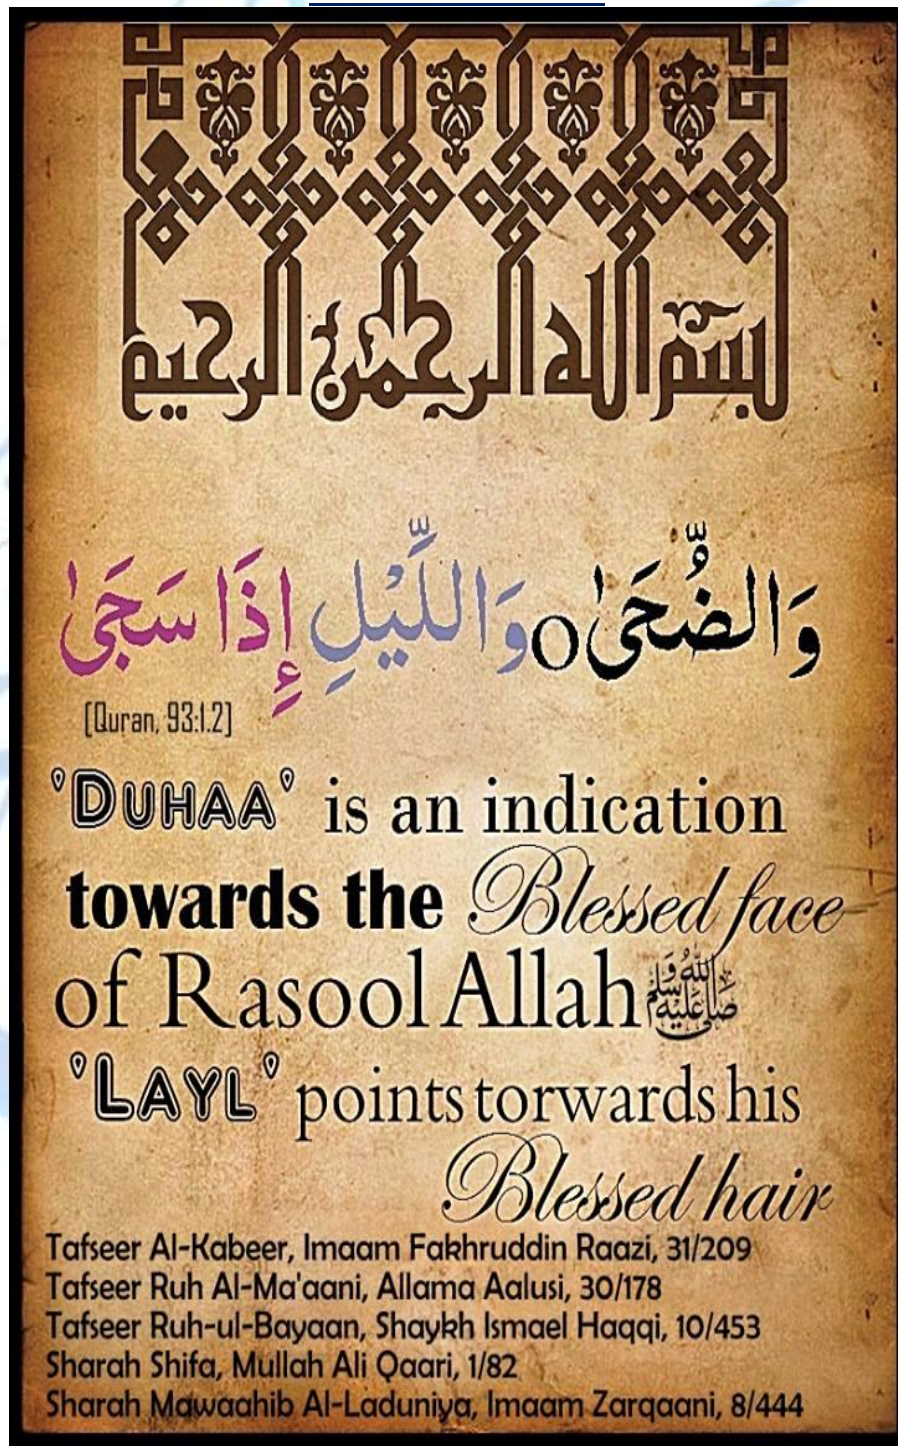 بسم الله الرحمن الرحيم
وَالضُّحَىٰ o وَاللَّيْلِ إِذَا سَجَىٰ
[Quran, 93:1.2]
'DUHAA' is an indication
towards the Blessed face
of Rasool Allah ﷺ
'LAYL' points torwards his
Blessed hair
Tafseer Al-Kabeer, Imaam Fakhruddin Raazi, 31/209
Tafseer Ruh Al-Ma'aani, Allama Aalusi, 30/178
Tafseer Ruh-ul-Bayaan, Shaykh Ismael Haqqi, 10/453
Sharah Shifa, Mullah Ali Qaari, 1/82
Sharah Mawaahib Al-Laduniya, Imaam Zarqaani, 8/444